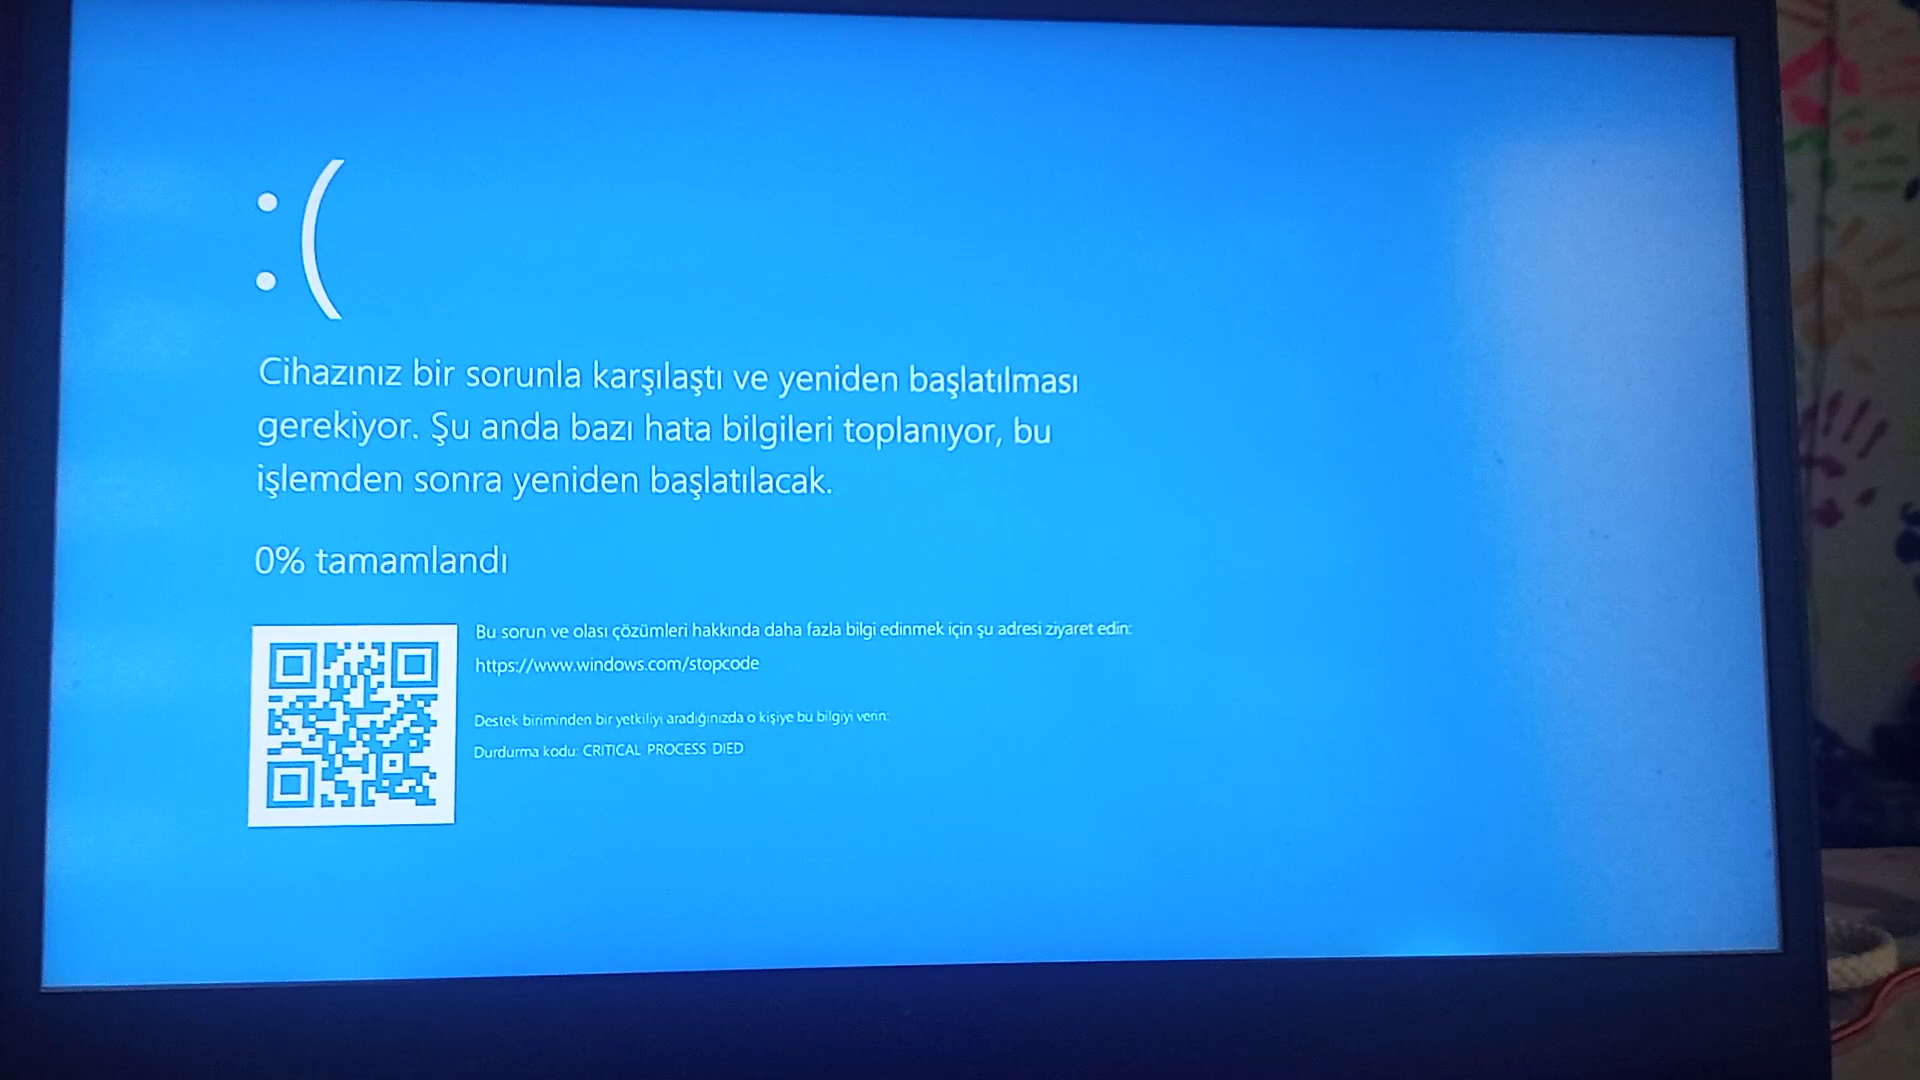 :(
Cihazınız bir sorunla karşılaştı ve yeniden başlatılması
gerekiyor. Şu anda bazı hata bilgileri toplanıyor, bu
işlemden sonra yeniden başlatılacak.
0% tamamlandı
Bu sorun ve olası çözümleri hakkında daha fazla bilgi edinmek için şu adresi ziyaret edin:
https://www.windows.com/stopcode
Destek biriminden bir yetkiliyi aradığınızda o kişiye bu bilgiyi verin:
Durdurma kodu: CRITICAL PROCESS DIED